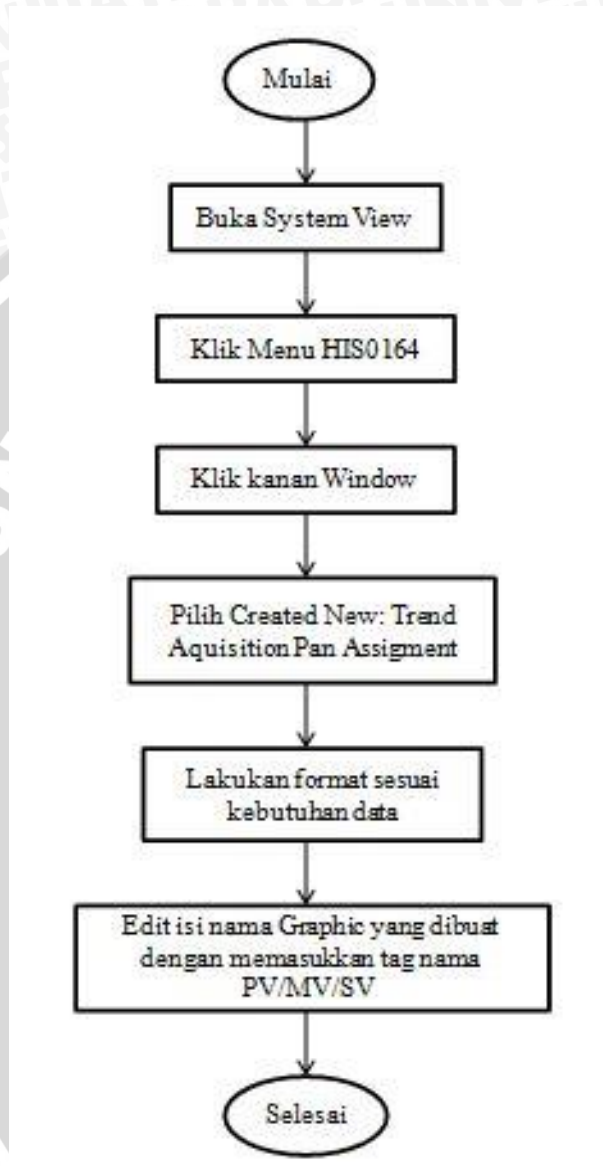 Mulai
Buka System View
Klik Menu HIS0164
Klik kanan Window
Pilih Created New: Trend
Aquisition Pan Assigment
Lakukan format sesuai
kebutuhan data
Edit isi nama Graphic yang dibuat
dengan memasukkan tag nama
PV/MV/SV
Selesai